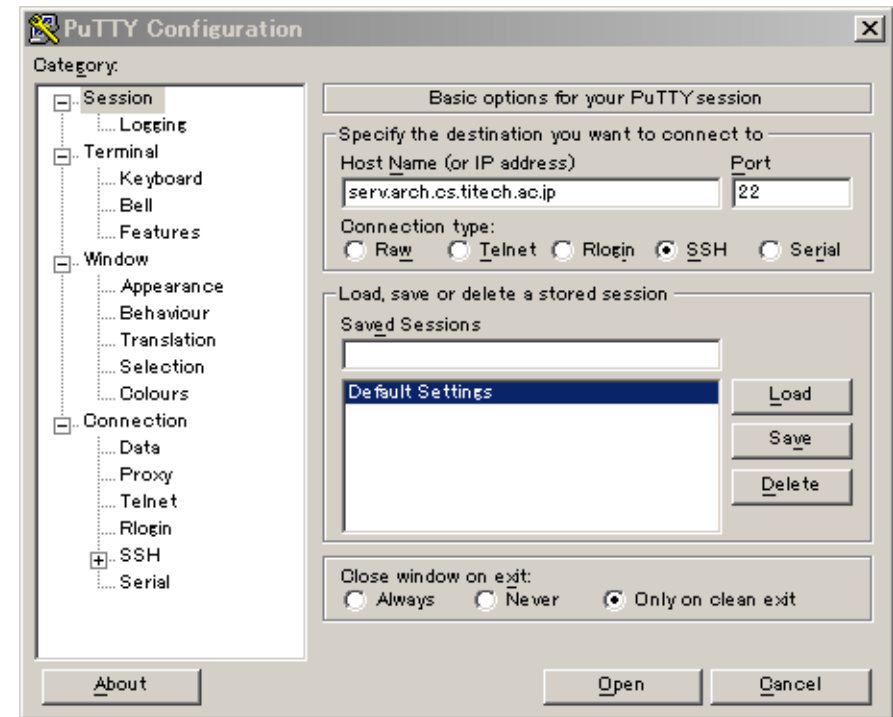 PuTTY Configuration
Category:
Session
Logging
Terminal
Keyboard
Bell
Features
Window
Appearance
Behaviour
Translation
Selection
Colours
Connection
Data
Proxy
Telnet
Rlogin
SSH
Serial
Basic options for your PuTTY session
Specify the destination you want to connect to
Host Name (or IP address) Port
serv.arch.cs.titech.ac.jp 22
Connection type:
Raw Telnet Rlogin SSH Serial
Load, save or delete a stored session
Saved Sessions
Default Settings
Load
Save
Delete
Close window on exit:
Always Never Only on clean exit
About Open Cancel